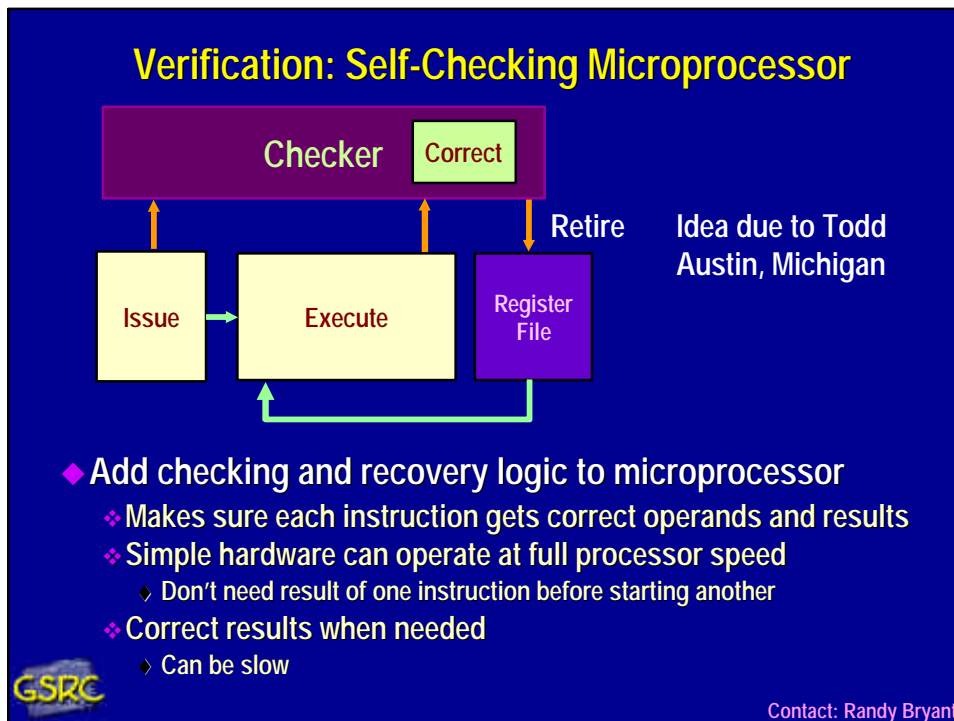 Verification: Self-Checking Microprocessor
Checker
Correct
Retire
Idea due to Todd
Austin, Michigan
Issue
Execute
Register
File
Add checking and recovery logic to microprocessor
Makes sure each instruction gets correct operands and results
Simple hardware can operate at full processor speed
Don't need result of one instruction before starting another
Correct results when needed
Can be slow
GSRC
Contact: Randy Bryant